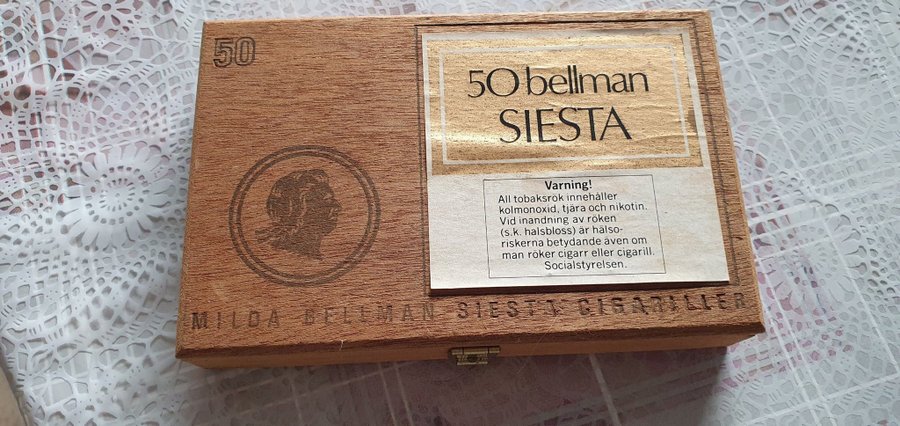 50
50 bellman
SIESTA
Varning!
All tobaksrök innehåller
kolmonoxid, tjära och nikotin.
Vid inandning av röken
(s.k. halsbloss) är hälso-
riskerna betydande även om
man röker cigarr eller cigarill.
Socialstyrelsen.
MILDA BELLMAN SIESTA CIGARILLER